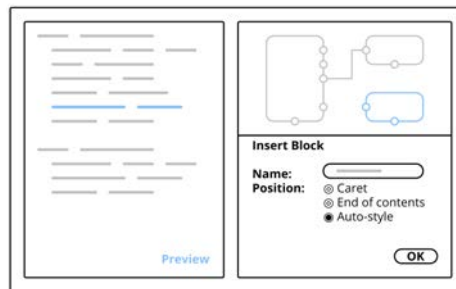 Preview
Insert Block
Name:
Position:
Caret
End of contents
Auto-style
OK